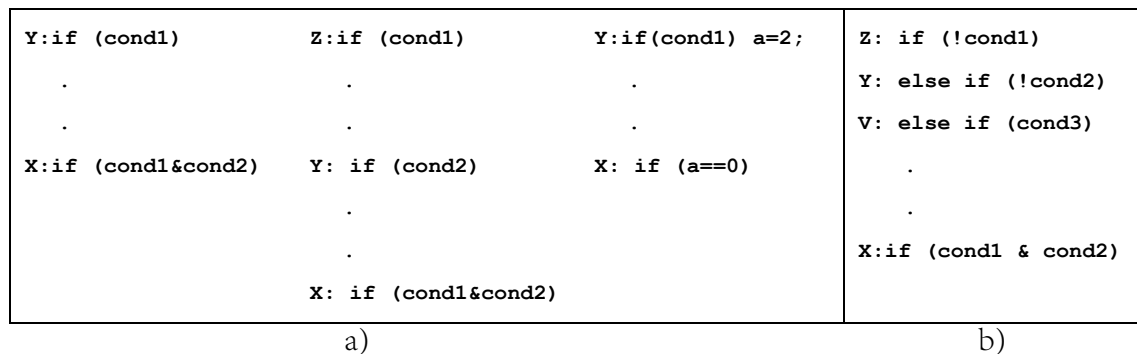 Y:if (cond1)
.
.
X:if (cond1&cond2)
Z:if (cond1)
.
.
Y: if (cond2)
.
.
X: if (cond1&cond2)
Y:if(cond1) a=2;
.
.
X: if (a==0)
a)
Z: if (!cond1)
Y: else if (!cond2)
V: else if (cond3)
.
.
X:if (cond1 & cond2)
b)